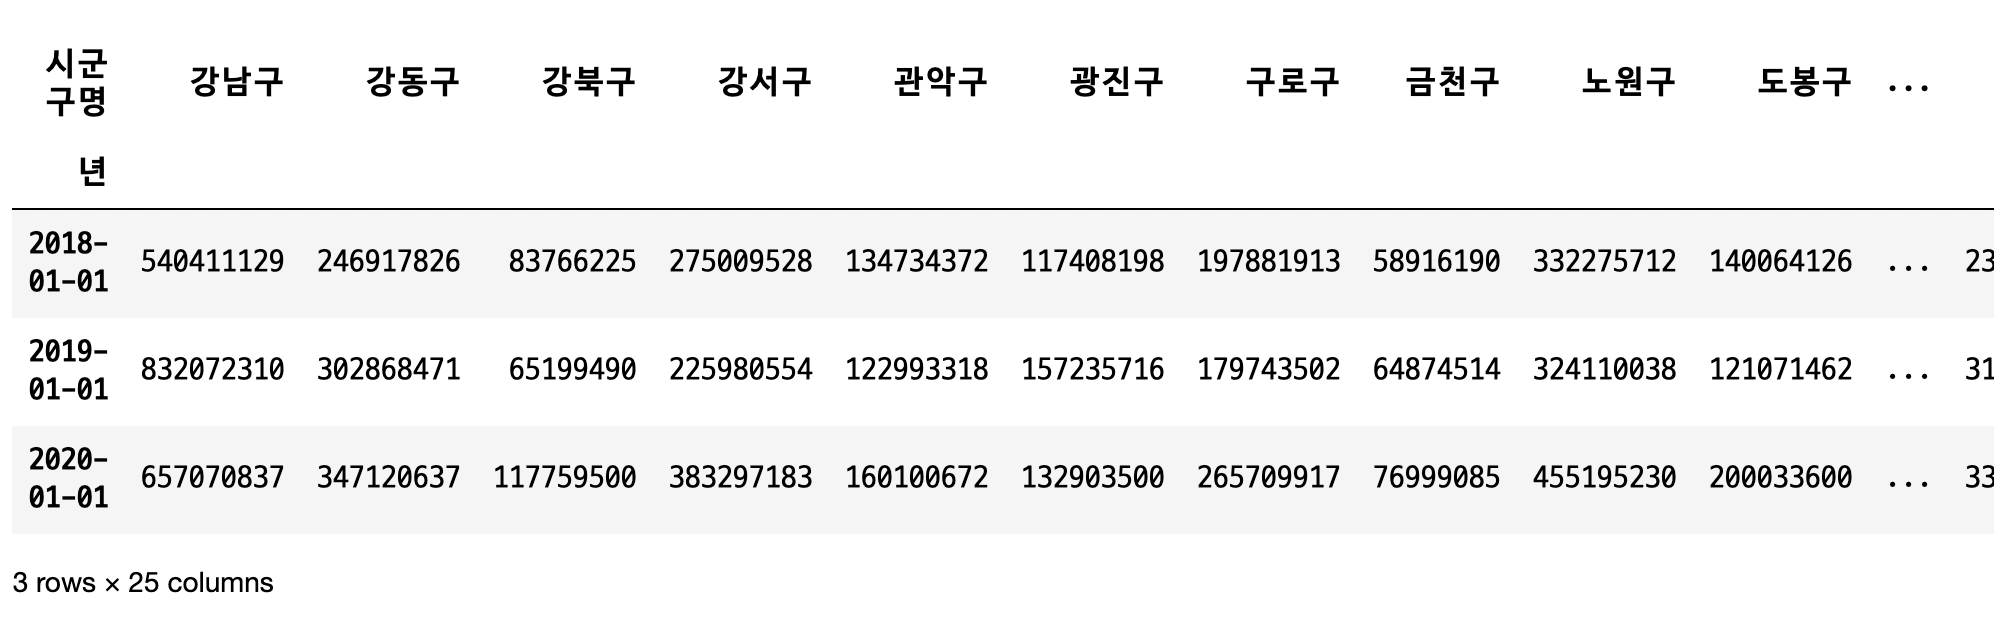 시군구명 강남구 강동구 강북구 강서구 관악구 광진구 구로구 금천구 노원구 도봉구 ...
년
2018-01-01 540411129 246917826 83766225 275009528 134734372 117408198 197881913 58916190 332275712 140064126 ... 23
2019-01-01 832072310 302868471 65199490 225980554 122993318 157235716 179743502 64874514 324110038 121071462 ... 31
2020-01-01 657070837 347120637 117759500 383297183 160100672 132903500 265709917 76999085 455195230 200033600 ... 33
3 rows × 25 columns